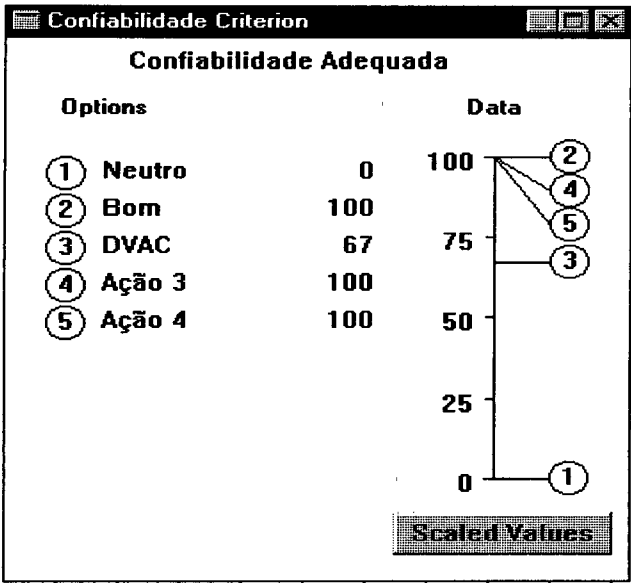 Confiabilidade Criterion
Confiabilidade Adequada
Options Data
1 Neutro 0
2 Bom 100
3 DVAC 67
4 Ação 3 100
5 Ação 4 100
100 2
4
5
75 3
50
25
0 1
Scaled Values